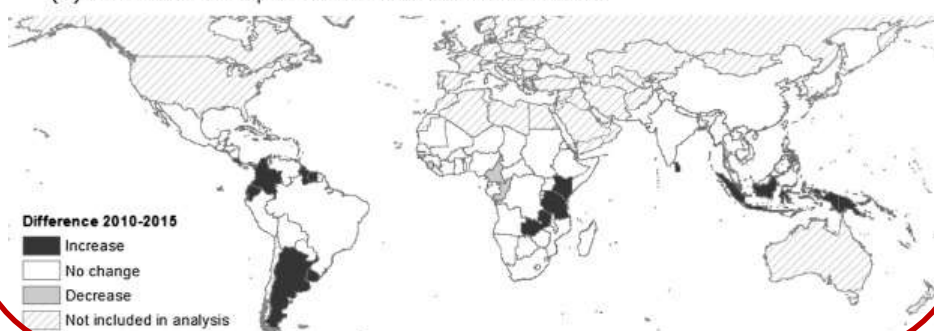 Difference 2010-2015
Increase
No change
Decrease
Not included in analysis